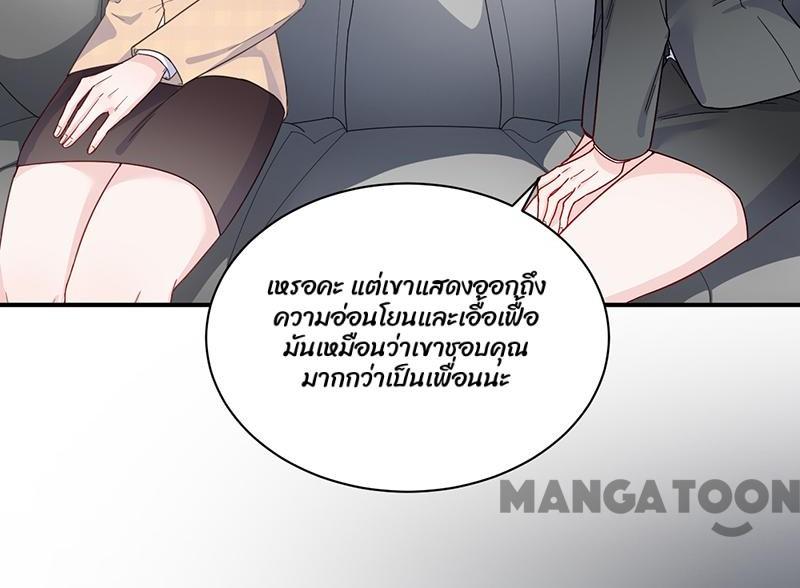 เหรอคะ แต่เขาแสดงออกถึง
ความอ่อนโยนและเอื้อเฟื้อ
มันเหมือนว่าเขาชอบคุณ
มากกว่าเป็นเพื่อนนะ
MANGATOON